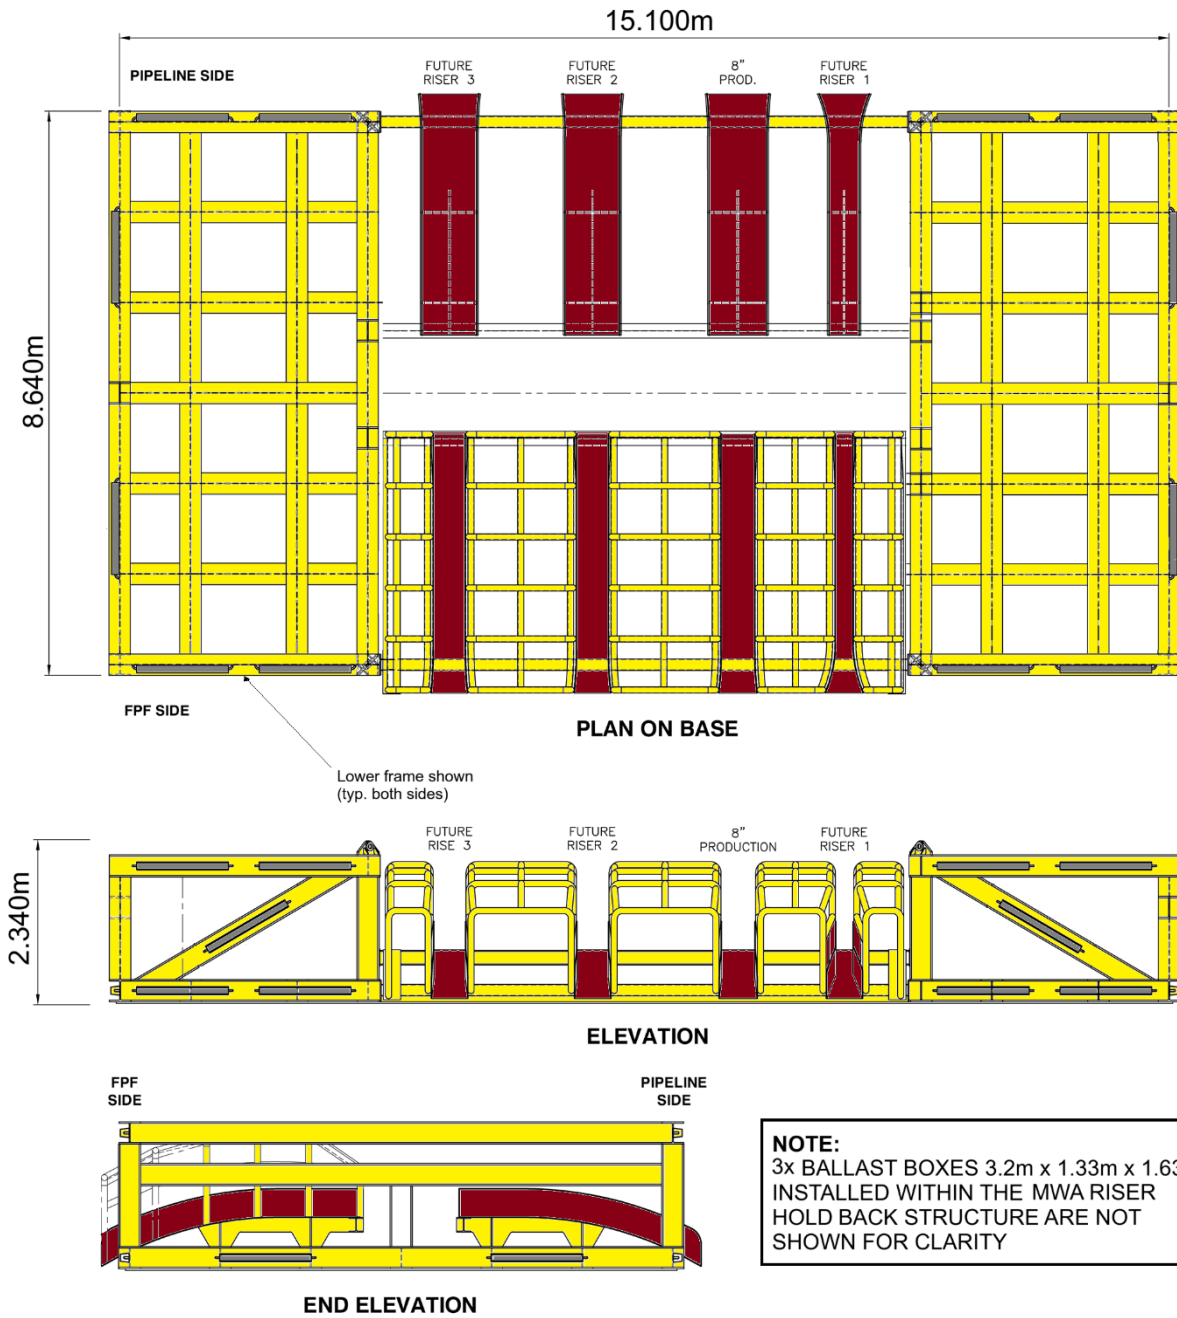 15.100m
PIPELINE SIDE
FUTURE
RISER 3
FUTURE
RISER 2
8"
PROD.
FUTURE
RISER 1
8.640m
FPF SIDE
PLAN ON BASE
Lower frame shown
(typ. both sides)
FUTURE
RISE 3
FUTURE
RISER 2
8"
PRODUCTION
FUTURE
RISER 1
2.340m
ELEVATION
FPF
SIDE
PIPELINE
SIDE
END ELEVATION
NOTE:
3x BALLAST BOXES 3.2m x 1.33m x 1.63
INSTALLED WITHIN THE MWA RISER
HOLD BACK STRUCTURE ARE NOT
SHOWN FOR CLARITY